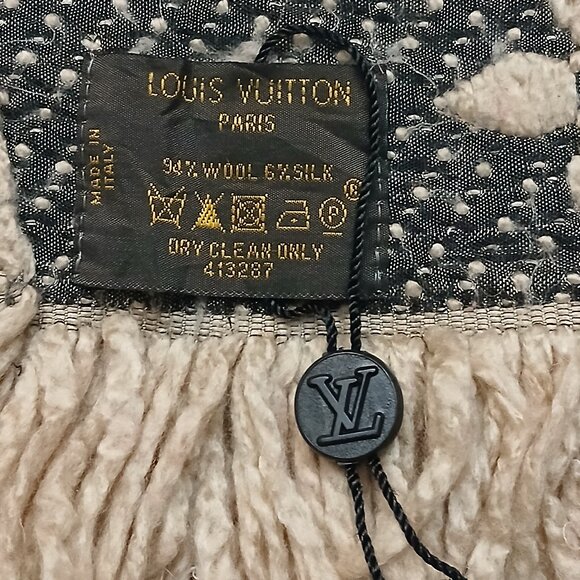 LOUIS VUITTON
PARIS
MADE IN
ITALY
94% WOOL 6% SILK
P
®
DRY CLEAN ONLY
413287
LV